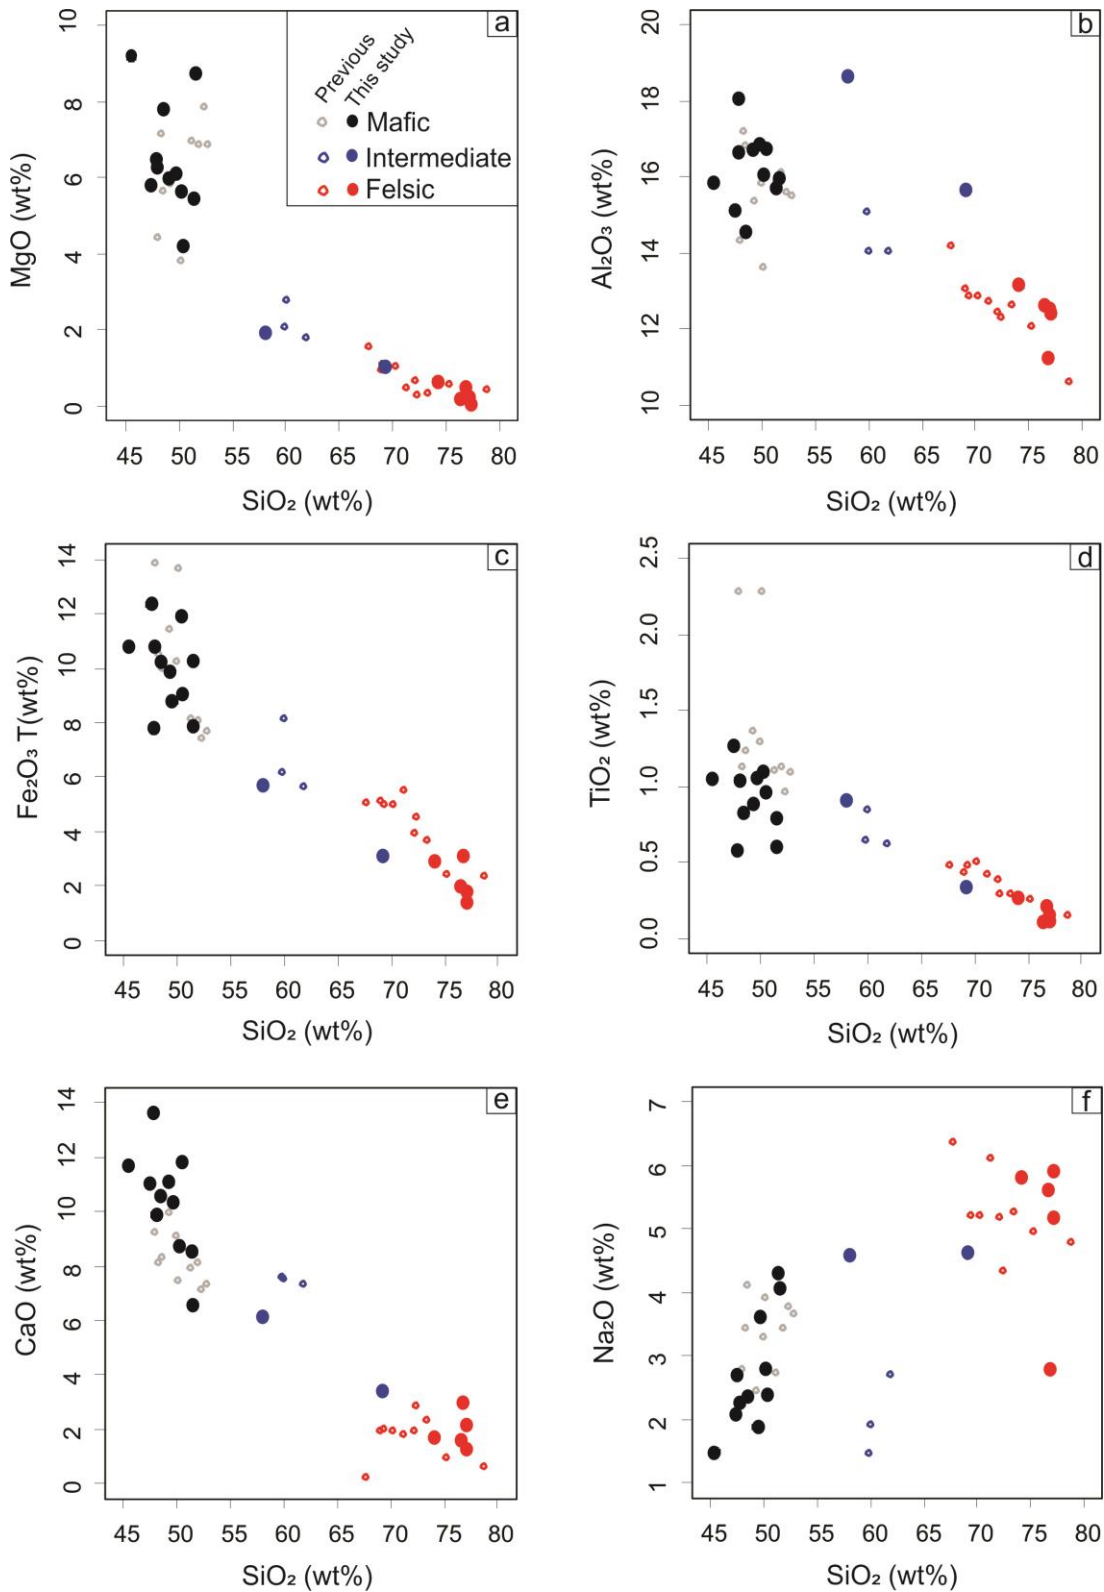 a
Previous
This study
Mafic
Intermediate
Felsic
10
8
6
4
2
0
MgO (wt%)
45 50 55 60 65 70 75 80
SiO₂ (wt%)
b
20
18
16
14
12
10
Al₂O₃ (wt%)
45 50 55 60 65 70 75 80
SiO₂ (wt%)
c
14
12
10
8
6
4
2
0
Fe₂O₃ T(wt%)
45 50 55 60 65 70 75 80
SiO₂ (wt%)
d
2.5
2.0
1.5
1.0
0.5
0.0
TiO₂ (wt%)
45 50 55 60 65 70 75 80
SiO₂ (wt%)
e
14
12
10
8
6
4
2
0
CaO (wt%)
45 50 55 60 65 70 75 80
SiO₂ (wt%)
f
7
6
5
4
3
2
1
Na₂O (wt%)
45 50 55 60 65 70 75 80
SiO₂ (wt%)